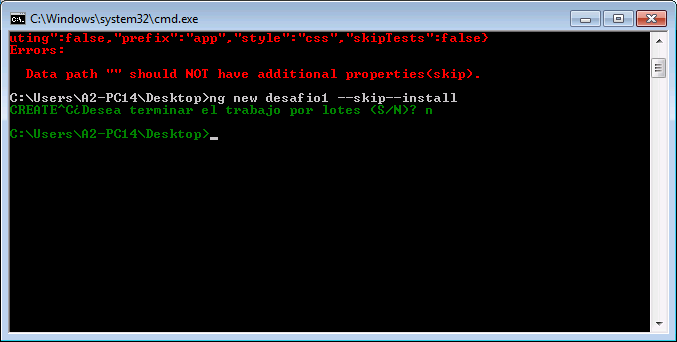 C:\Windows\system32\cmd.exe
uting":false,"prefix":"app","style":"css","skipTests":false}
Errors:
Data path "" should NOT have additional properties(skip).
C:\Users\A2-PC14\Desktop>ng new desafio1 --skip--install
CREATE^C¿Desea terminar el trabajo por lotes (S/N)? n
C:\Users\A2-PC14\Desktop>_